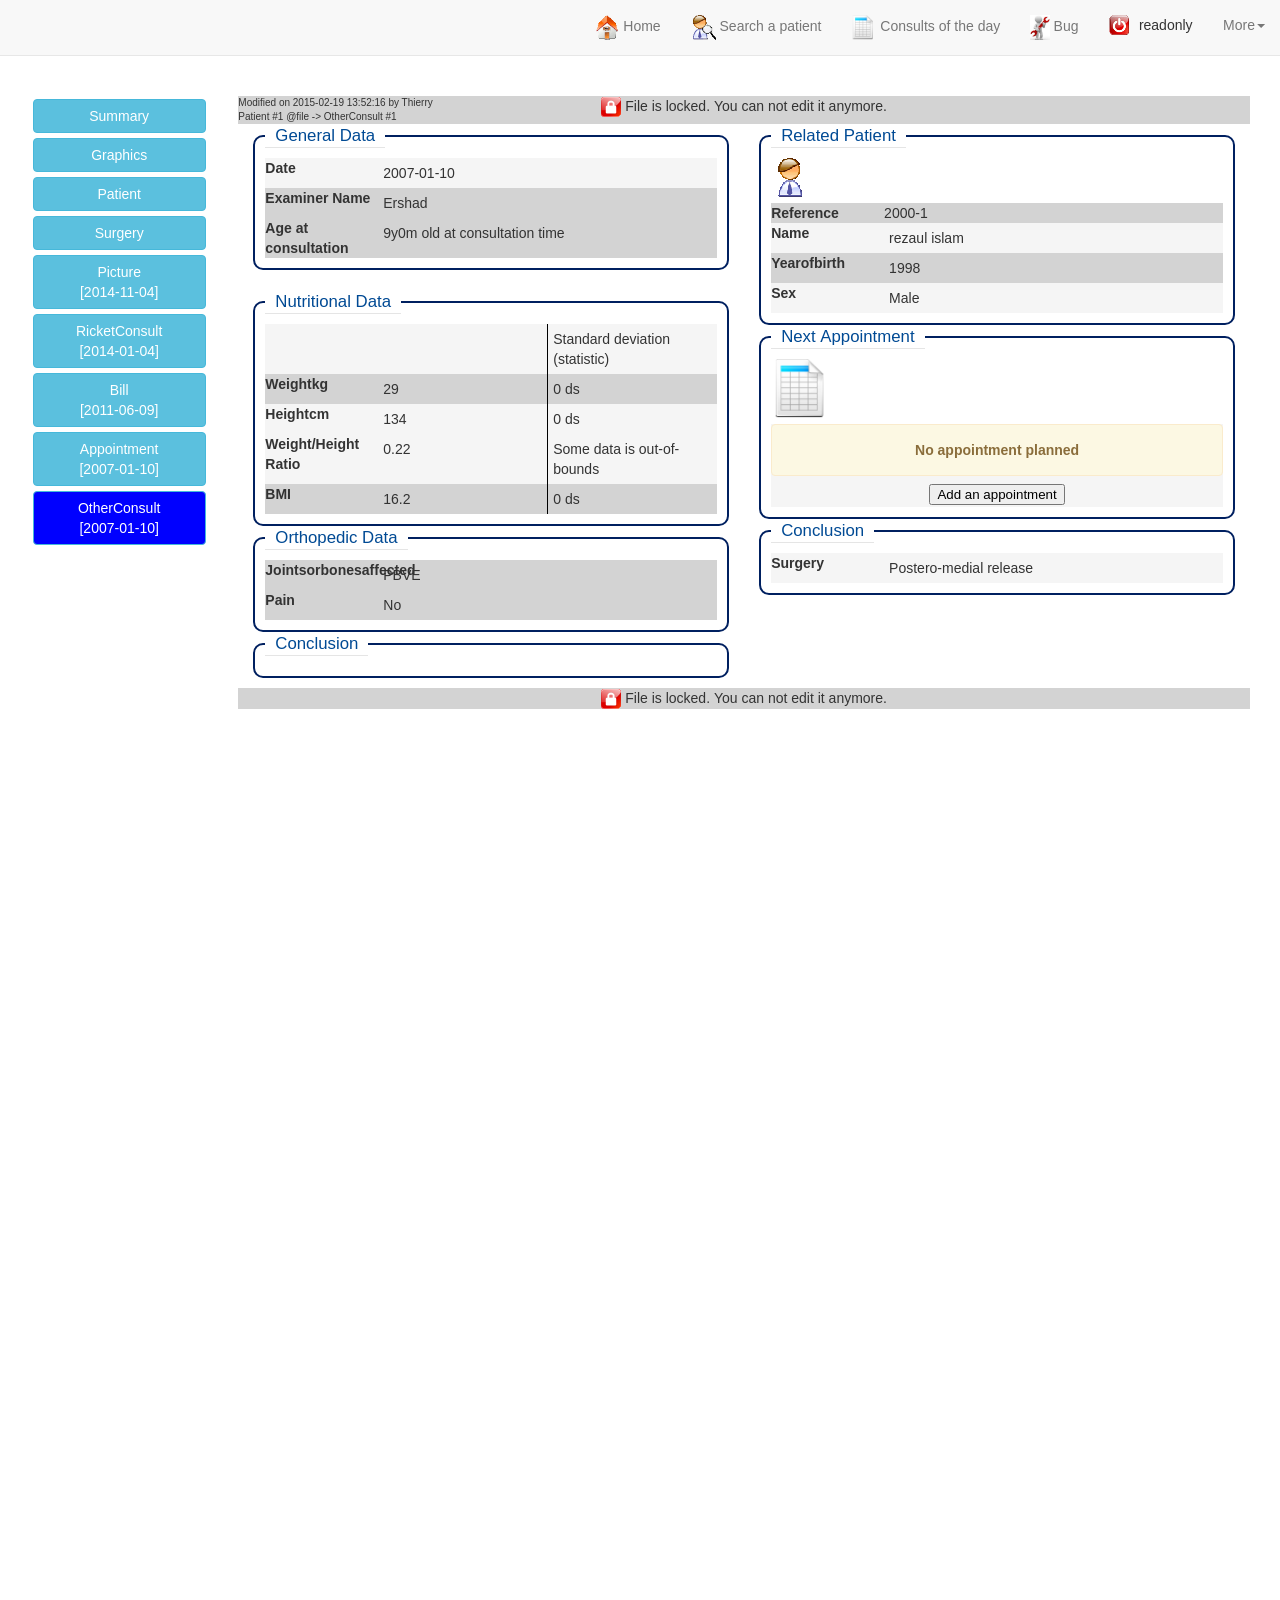 Home
Search a patient
Consults of the day
Bug
readonly
More
Summary
Graphics
Patient
Surgery
Picture
[2014-11-04]
RicketConsult
[2014-01-04]
Bill
[2011-06-09]
Appointment
[2007-01-10]
OtherConsult
[2007-01-10]
Modified on 2015-02-19 13:52:16 by Thierry
Patient #1 @file -> OtherConsult #1
File is locked. You can not edit it anymore.
General Data
Date 2007-01-10
Examiner Name Ershad
Age at 9y0m old at consultation time
consultation
Nutritional Data
Standard deviation
(statistic)
Weightkg 29 0 ds
Heightcm 134 0 ds
Weight/Height 0.22 Some data is out-of-
Ratio bounds
BMI 16.2 0 ds
Orthopedic Data
Jointsorbonesaffected PBVE
Pain No
Conclusion
Related Patient
Reference 2000-1
Name rezaul islam
Yearofbirth 1998
Sex Male
Next Appointment
No appointment planned
Add an appointment
Conclusion
Surgery Postero-medial release
File is locked. You can not edit it anymore.